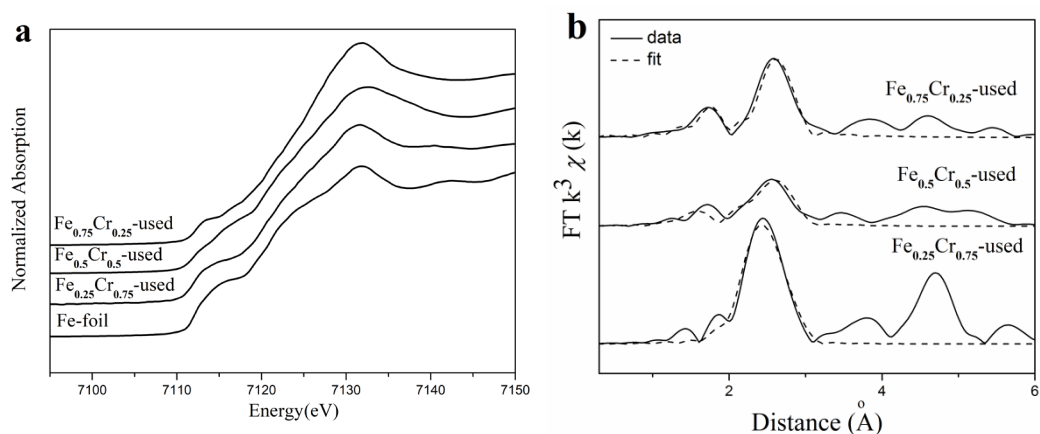 a
Normalized Absorption
Fe0.75Cr0.25-used
Fe0.5Cr0.5-used
Fe0.25Cr0.75-used
Fe-foil
7100 7110 7120 7130 7140 7150
Energy(eV)
b
data
fit
FT k³ χ (k)
Fe0.75Cr0.25-used
Fe0.5Cr0.5-used
Fe0.25Cr0.75-used
2 4 6
Distance (Å)